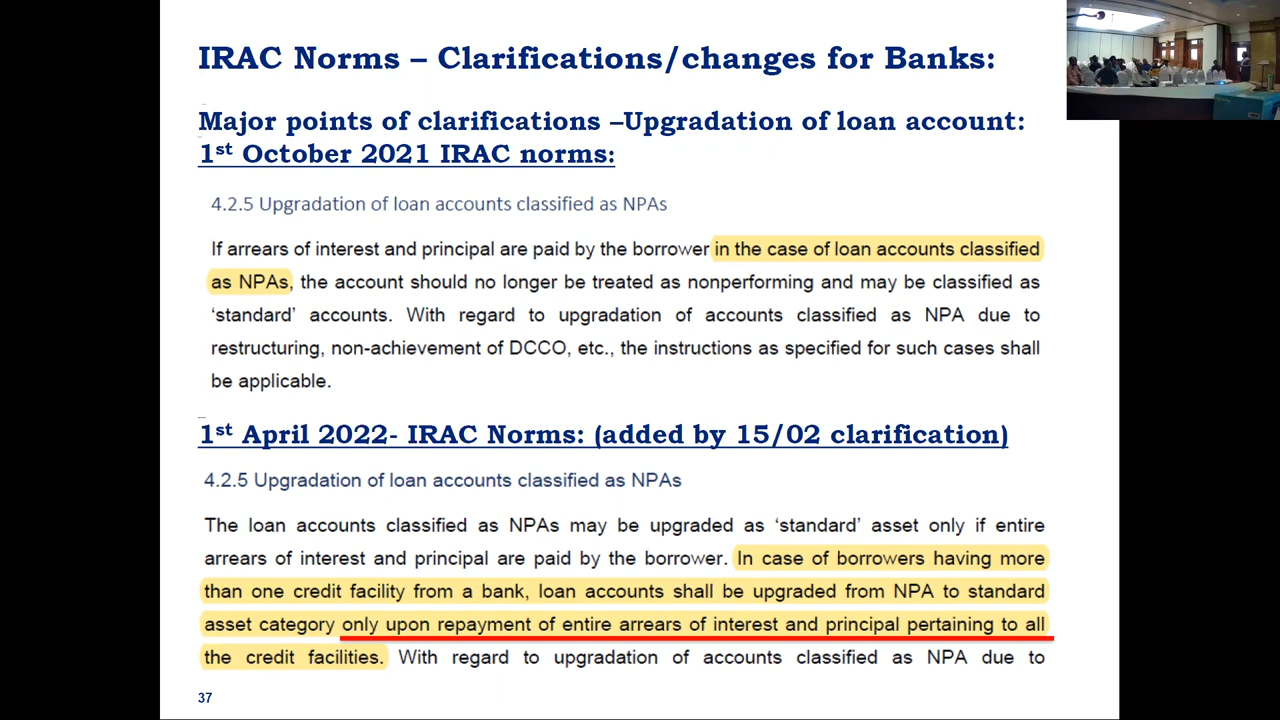 IRAC Norms – Clarifications/changes for Banks:
Major points of clarifications –Upgradation of loan account:
1st October 2021 IRAC norms:
4.2.5 Upgradation of loan accounts classified as NPAs
If arrears of interest and principal are paid by the borrower in the case of loan accounts classified
as NPAs, the account should no longer be treated as nonperforming and may be classified as
‘standard’ accounts. With regard to upgradation of accounts classified as NPA due to
restructuring, non-achievement of DCCO, etc., the instructions as specified for such cases shall
be applicable.
1st April 2022- IRAC Norms: (added by 15/02 clarification)
4.2.5 Upgradation of loan accounts classified as NPAs
The loan accounts classified as NPAs may be upgraded as ‘standard’ asset only if entire
arrears of interest and principal are paid by the borrower. In case of borrowers having more
than one credit facility from a bank, loan accounts shall be upgraded from NPA to standard
asset category only upon repayment of entire arrears of interest and principal pertaining to all
the credit facilities. With regard to upgradation of accounts classified as NPA due to
37